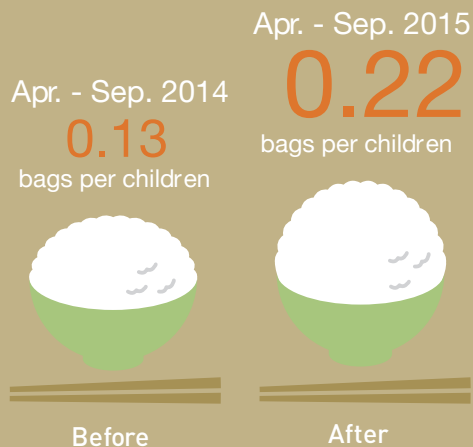 Apr. - Sep. 2014
0.13
bags per children
Before
Apr. - Sep. 2015
0.22
bags per children
After